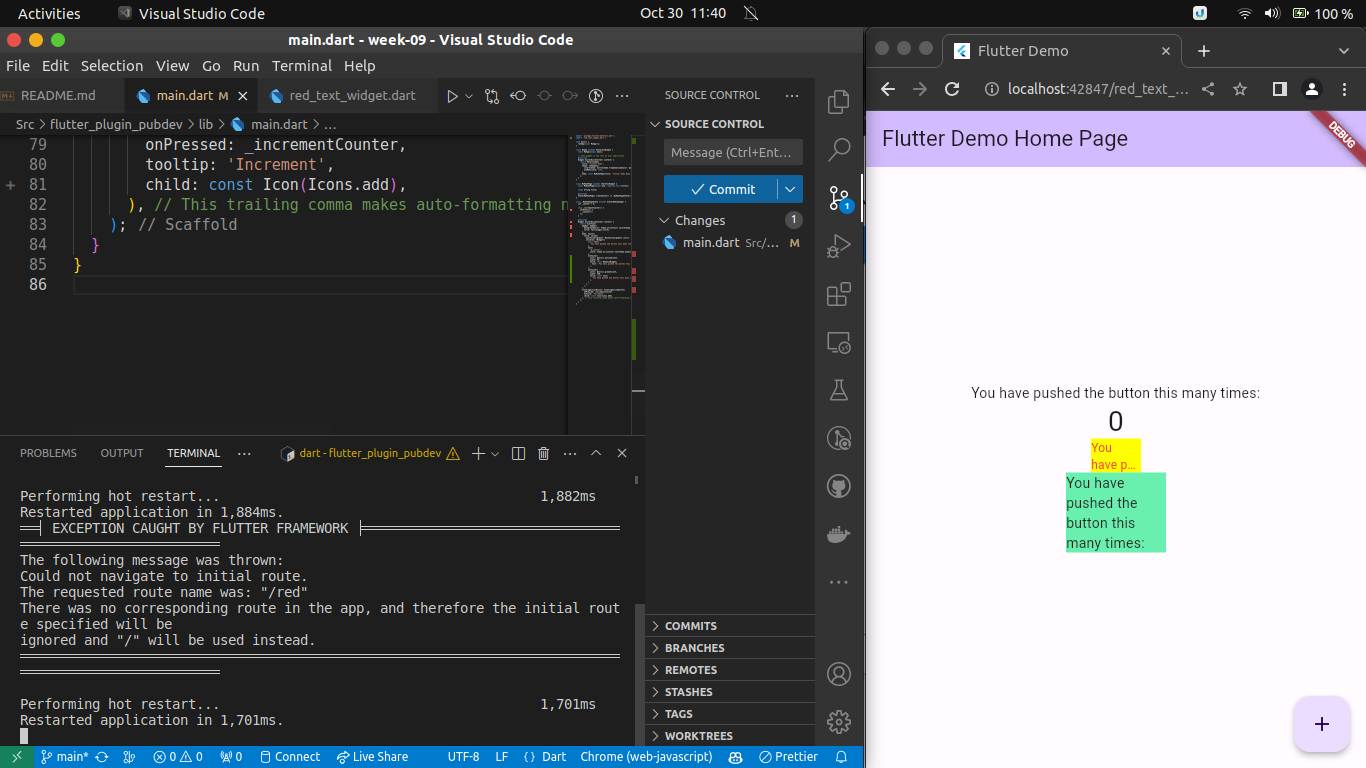 Activities
Visual Studio Code
Oct 30 11:40
100 %
main.dart - week-09 - Visual Studio Code
File Edit Selection View Go Run Terminal Help
README.md
main.dart M
red_text_widget.dart
Src > flutter_plugin_pubdev > lib > main.dart > ...
79 onPressed: _incrementCounter,
80 tooltip: 'Increment',
81 child: const Icon(Icons.add),
82 ), // This trailing comma makes auto-formatting n
83 ); // Scaffold
84 }
85 }
86
PROBLEMS OUTPUT TERMINAL ...
dart - flutter_plugin_pubdev
Performing hot restart... 1,882ms
Restarted application in 1,884ms.
EXCEPTION CAUGHT BY FLUTTER FRAMEWORK
The following message was thrown:
Could not navigate to initial route.
The requested route name was: "/red"
There was no corresponding route in the app, and therefore the initial rout
e specified will be
ignored and "/" will be used instead.
Performing hot restart... 1,701ms
Restarted application in 1,701ms.
SOURCE CONTROL
SOURCE CONTROL
Message (Ctrl+Ent...
Commit
Changes 1
main.dart Src/... M
COMMITS
BRANCHES
REMOTES
STASHES
TAGS
WORKTREES
1
main* 0 0 0 Connect Live Share UTF-8 LF { } Dart Chrome (web-javascript) Prettier
Flutter Demo
localhost:42847/red_text_...
Flutter Demo Home Page
DEBUG
You have pushed the button this many times:
0
You
have p...
You have
pushed the
button this
many times: